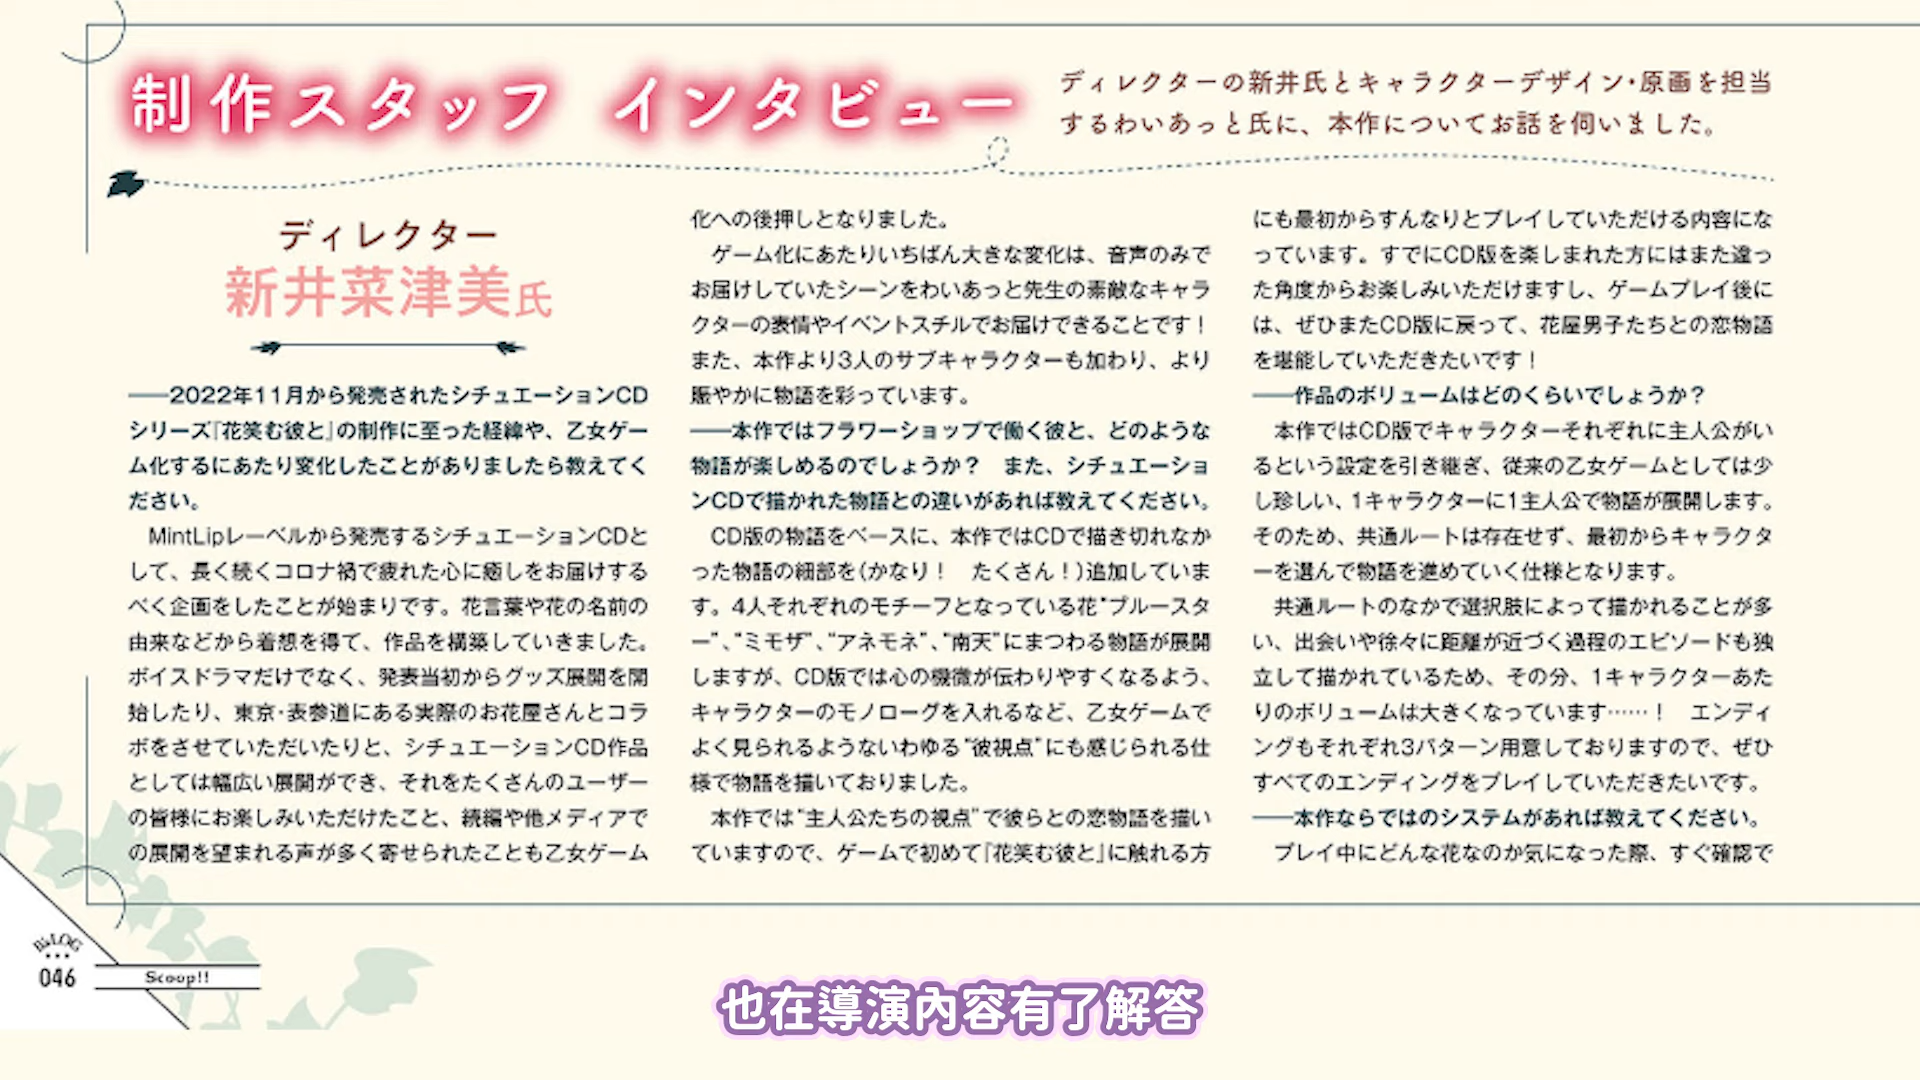 制作スタッフ インタビュー
ディレクターの新井氏とキャラクターデザイン・原画を担当
するわいあっと氏に、本作についてお話を伺いました。
ディレクター
新井菜津美氏
――2022年11月から発売されたシチュエーションCD
シリーズ『花笑む彼と』の制作に至った経緯や、乙女ゲー
ム化するにあたり変化したことがありましたら教えてく
ださい。
　MintLipレーベルから発売するシチュエーションCDと
して、長く続くコロナ禍で疲れた心に癒しをお届けする
べく企画をしたことが始まりです。花言葉や花の名前の
由来などから着想を得て、作品を構築していきました。
ボイスドラマだけでなく、発表当初からグッズ展開を開
始したり、東京・表参道にある実際のお花屋さんとコラ
ボをさせていただいたりと、シチュエーションCD作品
としては幅広い展開ができ、それをたくさんのユーザー
の皆様にお楽しみいただけたこと、続編や他メディアで
の展開を望まれる声が多く寄せられたことも乙女ゲーム
化への後押しとなりました。
　ゲーム化にあたりいちばん大きな変化は、音声のみで
お届けしていたシーンをわいあっと先生の素敵なキャラ
クターの表情やイベントスチルでお届けできることです！
また、本作より3人のサブキャラクターも加わり、より
賑やかに物語を彩っています。
――本作ではフラワーショップで働く彼と、どのような
物語が楽しめるのでしょうか？　また、シチュエーショ
ンCDで描かれた物語との違いがあれば教えてください。
　CD版の物語をベースに、本作ではCDで描き切れなか
った物語の細部を（かなり！　たくさん！）追加していま
す。4人それぞれのモチーフとなっている花“ブルースタ
ー”、“ミモザ”、“アネモネ”、“南天”にまつわる物語が展開
しますが、CD版では心の機微が伝わりやすくなるよう、
キャラクターのモノローグを入れるなど、乙女ゲームで
よく見られるようないわゆる“彼視点”にも感じられる仕
様で物語を描いておりました。
　本作では“主人公たちの視点”で彼らとの恋物語を描い
ていますので、ゲームで初めて『花笑む彼と』に触れる方
にも最初からすんなりとプレイしていただける内容にな
っています。すでにCD版を楽しまれた方にはまた違っ
た角度からお楽しみいただけますし、ゲームプレイ後に
は、ぜひまたCD版に戻って、花屋男子たちとの恋物語
を堪能していただきたいです！
――作品のボリュームはどのくらいでしょうか？
　本作ではCD版でキャラクターそれぞれに主人公がい
るという設定を引き継ぎ、従来の乙女ゲームとしては少
し珍しい、1キャラクターに1主人公で物語が展開します。
そのため、共通ルートは存在せず、最初からキャラクタ
ーを選んで物語を進めていく仕様となります。
　共通ルートのなかで選択肢によって描かれることが多
い、出会いや徐々に距離が近づく過程のエピソードも独
立して描かれているため、その分、1キャラクターあた
りのボリュームは大きくなっています……！　エンディ
ングもそれぞれ3パターン用意しておりますので、ぜひ
すべてのエンディングをプレイしていただきたいです。
――本作ならではのシステムがあれば教えてください。
　プレイ中にどんな花なのか気になった際、すぐ確認で
B's-LOG
046
Scoop!!
也在導演內容有了解答